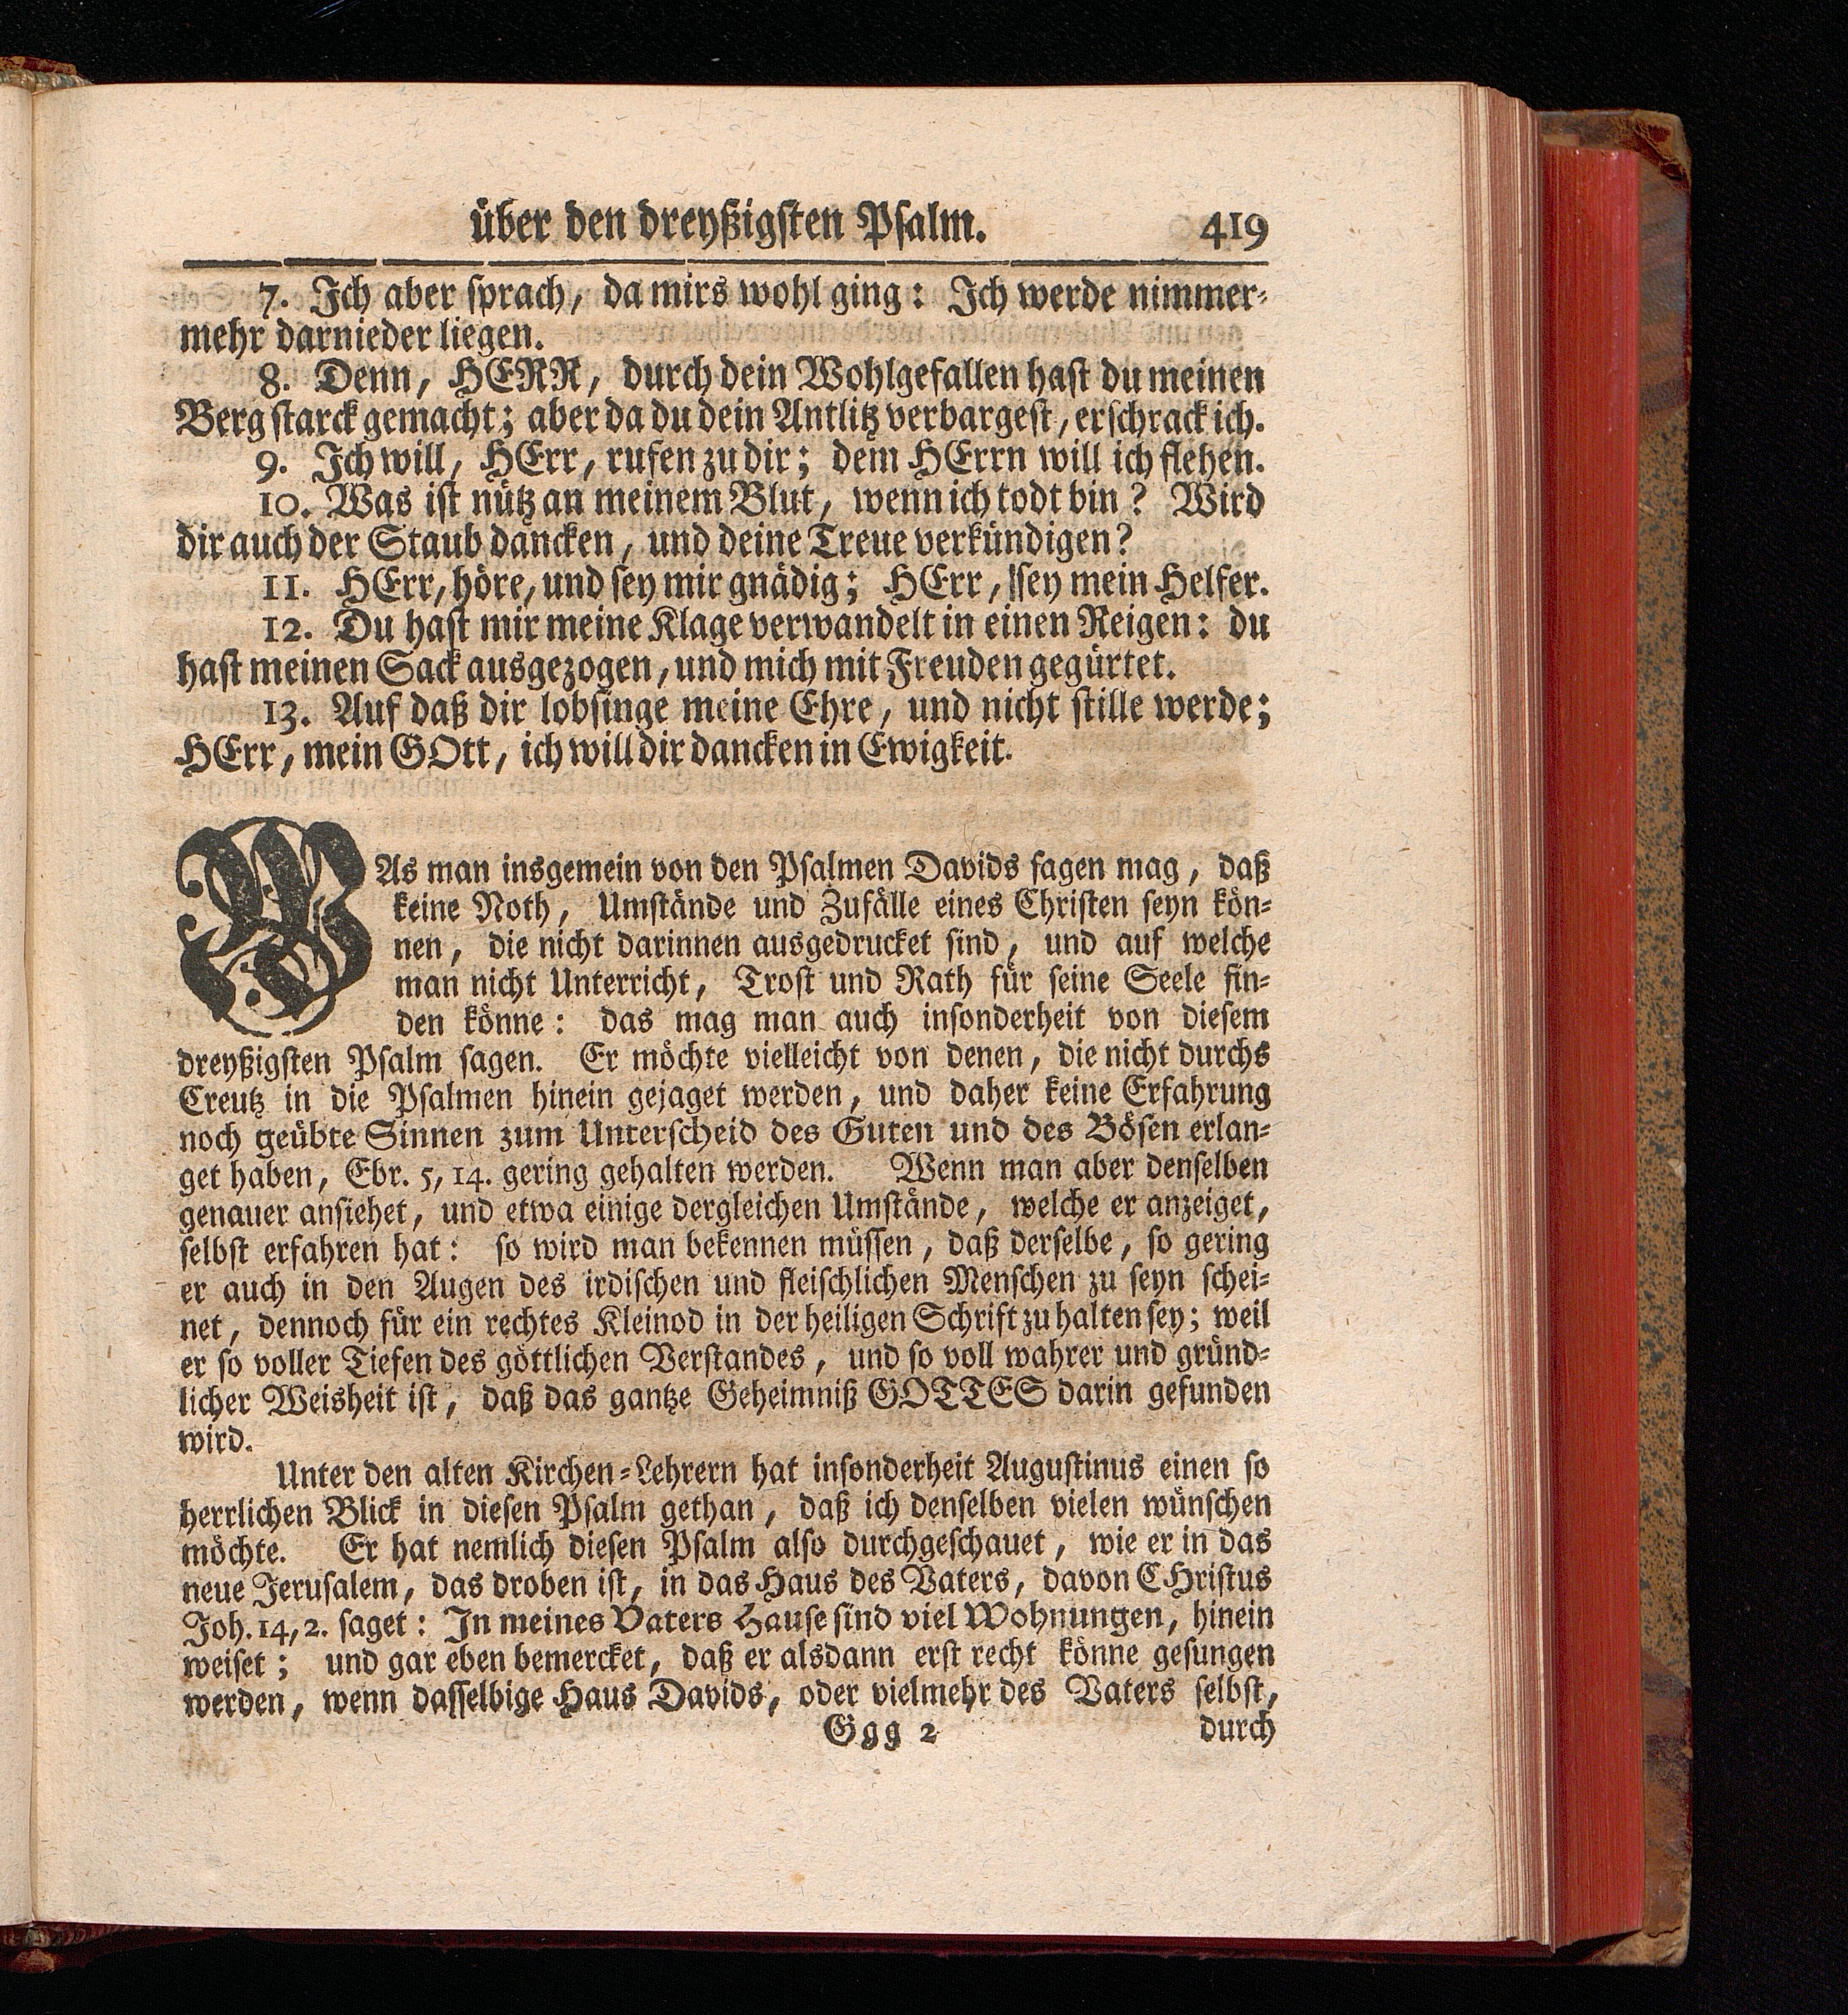 über den dreyßigsten Psalm. 419
7. Ich aber sprach, da mirs wohl ging: Ich werde nimmer-
mehr darnieder liegen.
8. Denn, HERR, durch dein Wohlgefallen hast du meinen
Berg starck gemacht; aber da du dein Antlitz verbargest, erschrack ich.
9. Ich will, HErr, rufen zu dir; dem HErrn will ich flehen.
10. Was ist nütz an meinem Blut, wenn ich todt bin? Wird
dir auch der Staub dancken, und deine Treue verkündigen?
11. HErr, höre, und sey mir gnädig; HErr, sey mein Helfer.
12. Du hast mir meine Klage verwandelt in einen Reigen: du
hast meinen Sack ausgezogen, und mich mit Freuden gegürtet.
13. Auf daß dir lobsinge meine Ehre, und nicht stille werde;
HErr, mein GOtt, ich will dir dancken in Ewigkeit.
WAs man insgemein von den Psalmen Davids sagen mag, daß
keine Noth, Umstände und Zufälle eines Christen seyn kön-
nen, die nicht darinnen ausgedrucket sind, und auf welche
man nicht Unterricht, Trost und Rath für seine Seele fin-
den könne: das mag man auch insonderheit von diesem
dreyßigsten Psalm sagen. Er möchte vielleicht von denen, die nicht durchs
Creutz in die Psalmen hinein gejaget werden, und daher keine Erfahrung
noch geübte Sinnen zum Unterscheid des Guten und des Bösen erlan-
get haben, Ebr. 5, 14. gering gehalten werden. Wenn man aber denselben
genauer ansiehet, und etwa einige dergleichen Umstände, welche er anzeiget,
selbst erfahren hat: so wird man bekennen müssen, daß derselbe, so gering
er auch in den Augen des irdischen und fleischlichen Menschen zu seyn schei-
net, dennoch für ein rechtes Kleinod in der heiligen Schrift zu halten sey; weil
er so voller Tiefen des göttlichen Verstandes, und so voll wahrer und gründ-
licher Weisheit ist, daß das gantze Geheimniß GOTTES darin gefunden
wird.
Unter den alten Kirchen-Lehrern hat insonderheit Augustinus einen so
herrlichen Blick in diesen Psalm gethan, daß ich denselben vielen wünschen
möchte. Er hat nemlich diesen Psalm also durchgeschauet, wie er in das
neue Jerusalem, das droben ist, in das Haus des Vaters, davon CHristus
Joh. 14, 2. saget: In meines Vaters Hause sind viel Wohnungen, hinein
weiset; und gar eben bemercket, daß er alsdann erst recht könne gesungen
werden, wenn dasselbige Haus Davids, oder vielmehr des Vaters selbst,
Ggg 2 durch